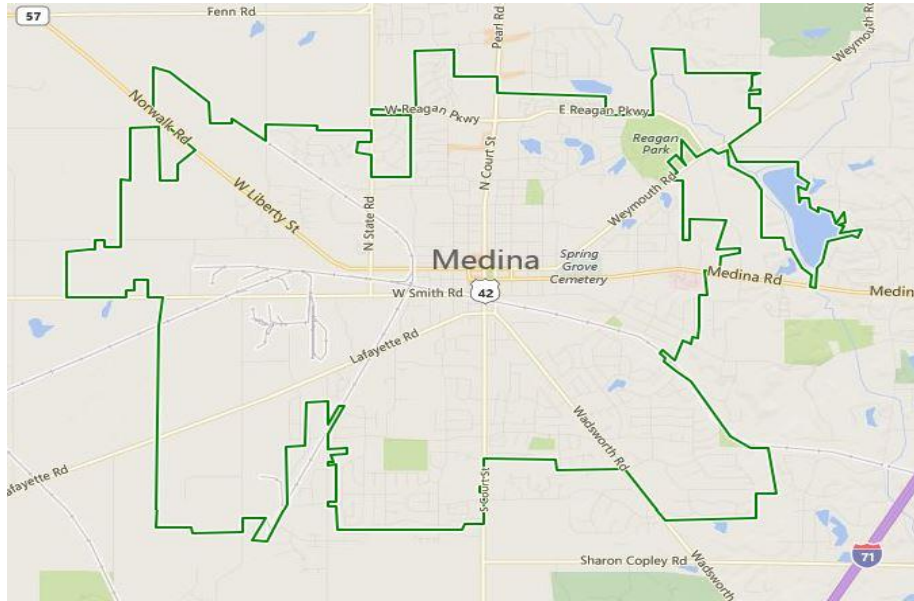 57
Fenn Rd
Pearl Rd
Weymouth Rd
Norwalk Rd
W Reagan Pkwy
E Reagan Pkwy
Reagan
Park
N Court St
Weymouth Rd
W Liberty St
N State Rd
Medina
Spring
Grove
Cemetery
Medina Rd
Medin
W Smith Rd
42
Lafayette Rd
Wadsworth Rd
afayette Rd
S Court St
Sharon Copley Rd
Wadsworth
71